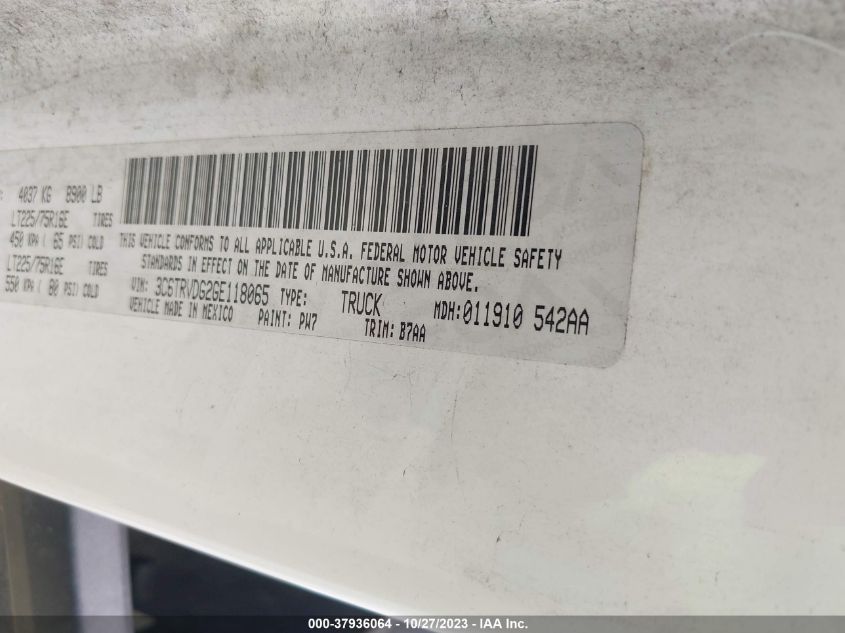 4037 KG 8900 LB
LT225/75R16E TIRES
450 KPA ( 65 PSI) COLD
LT225/75R16E TIRES
550 KPA ( 80 PSI) COLD
THIS VEHICLE CONFORMS TO ALL APPLICABLE U.S.A. FEDERAL MOTOR VEHICLE SAFETY
STANDARDS IN EFFECT ON THE DATE OF MANUFACTURE SHOWN ABOVE.
VIN: 3C6TRVDG2GE118065 TYPE: TRUCK MDH:011910 542AA
VEHICLE MADE IN MEXICO PAINT: PW7 TRIM: B7AA
000-37936064 - 10/27/2023 - IAA Inc.